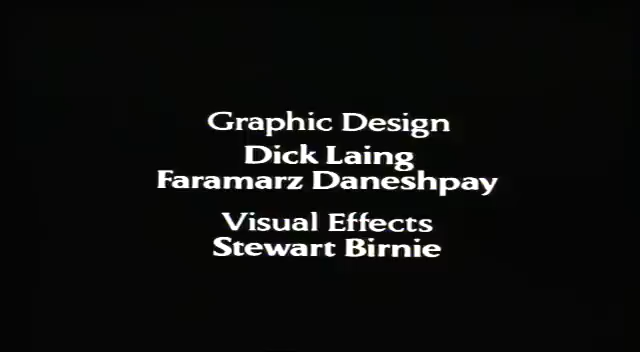 Graphic Design
Dick Laing
Faramarz Daneshpay
Visual Effects
Stewart Birnie